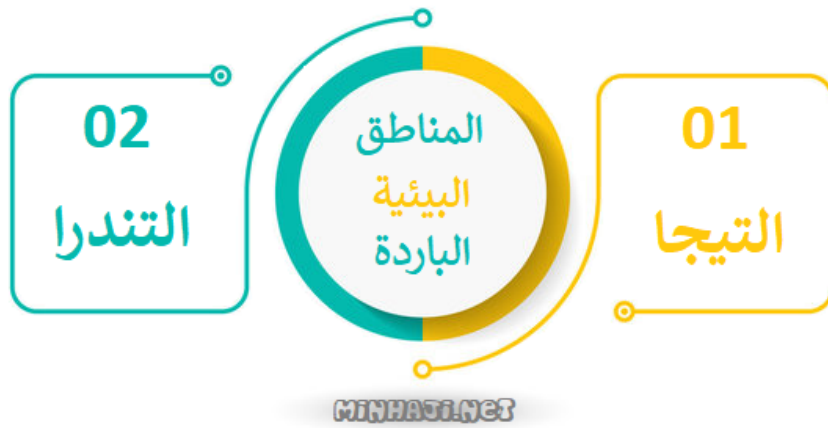 المناطق
البيئية
الباردة
01
التيجا
02
التندرا
MINHAJI.NET